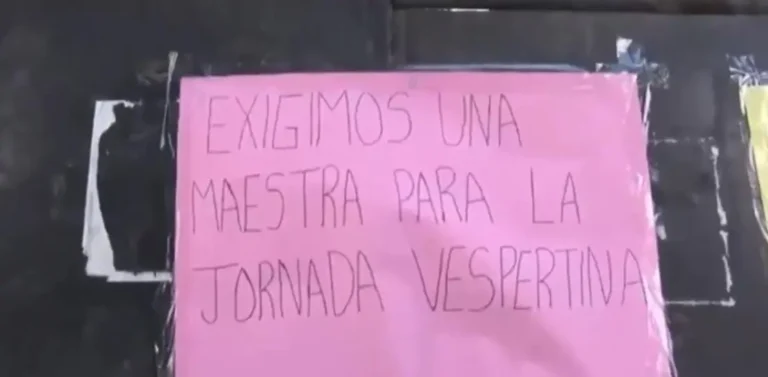 EXIGIMOS UNA
MAESTRA PARA LA
JORNADA VESPERTINA